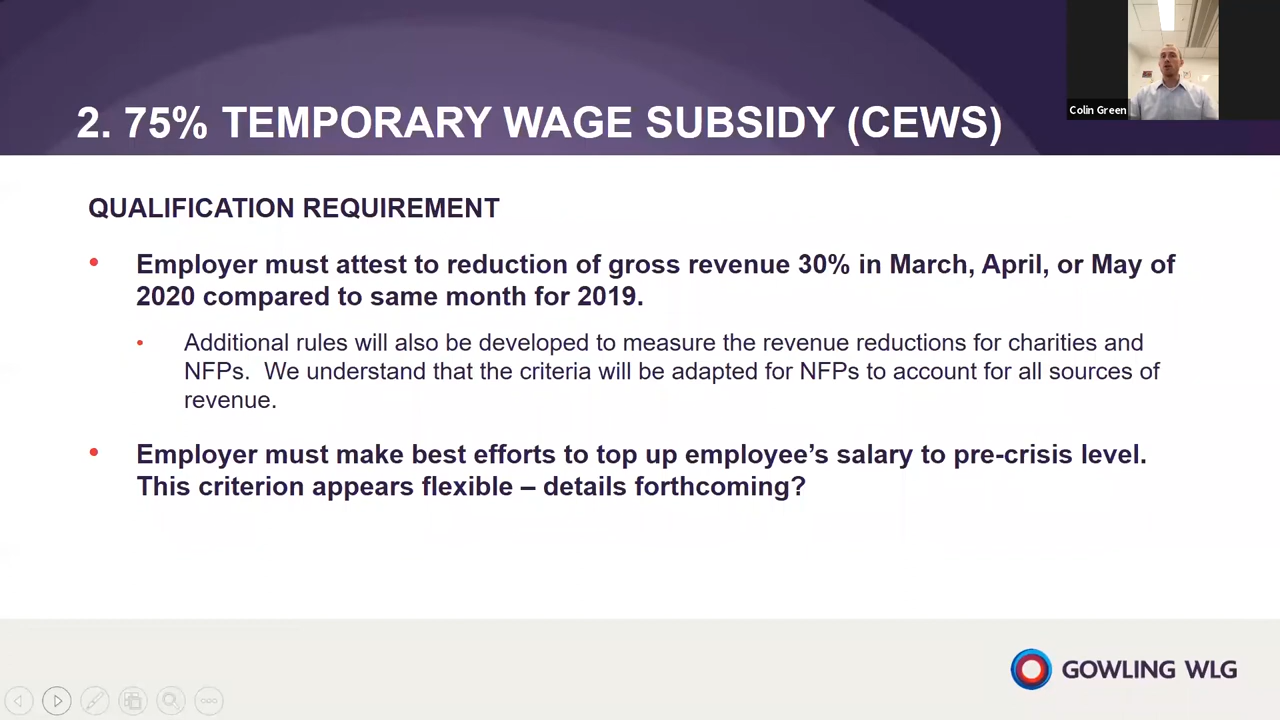 2. 75% TEMPORARY WAGE SUBSIDY (CEWS)
Colin Green
QUALIFICATION REQUIREMENT
• Employer must attest to reduction of gross revenue 30% in March, April, or May of
2020 compared to same month for 2019.
• Additional rules will also be developed to measure the revenue reductions for charities and
NFPs.  We understand that the criteria will be adapted for NFPs to account for all sources of
revenue.
• Employer must make best efforts to top up employee’s salary to pre-crisis level.
This criterion appears flexible – details forthcoming?
GOWLING WLG